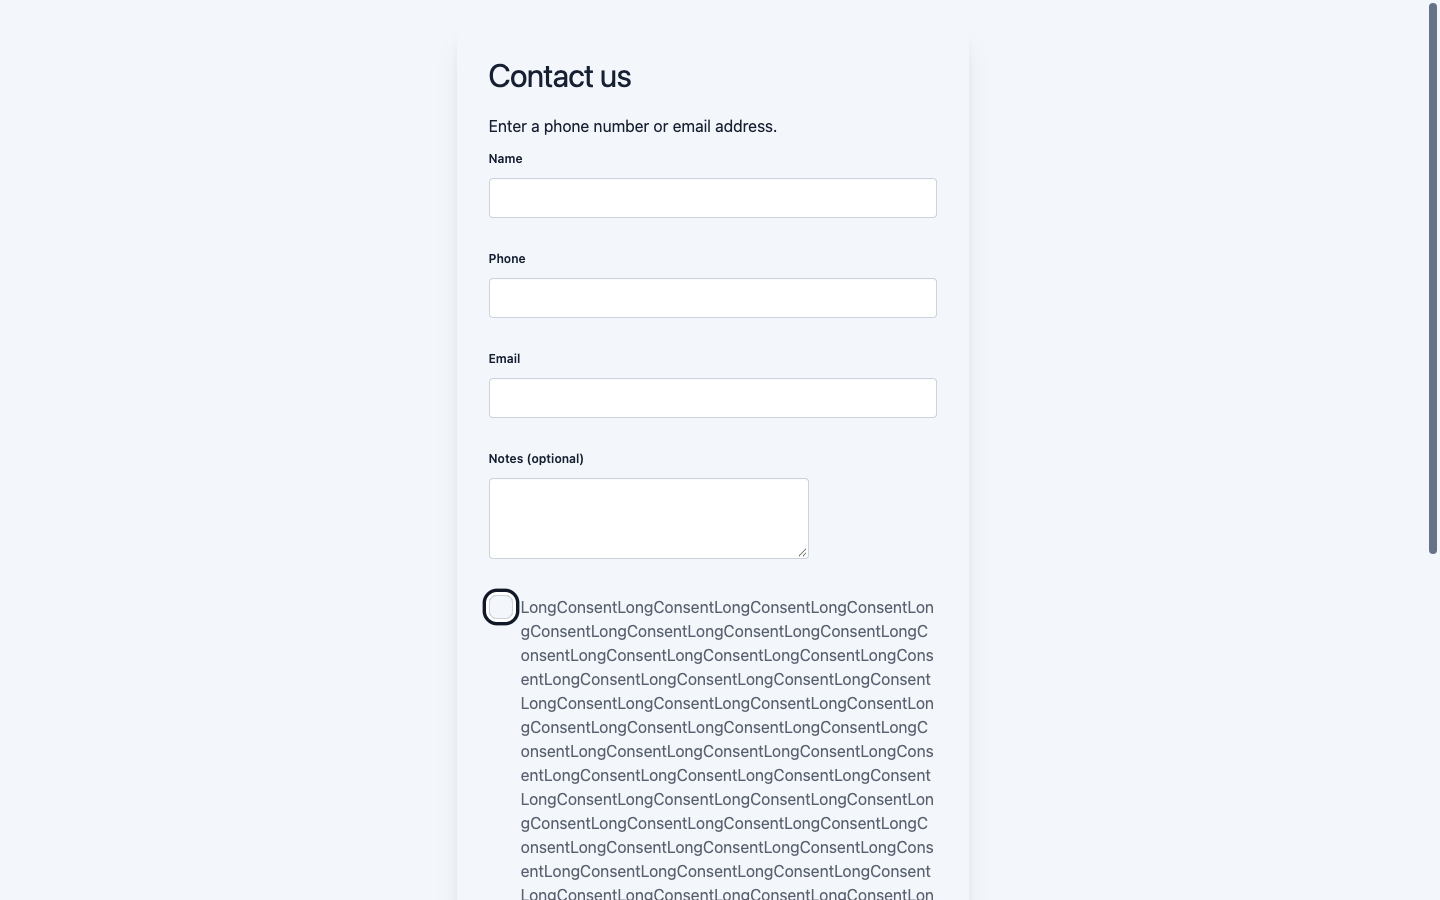 Contact us
Enter a phone number or email address.
Name
Phone
Email
Notes (optional)
LongConsentLongConsentLongConsentLongConsentLon
gConsentLongConsentLongConsentLongConsentLongC
onsentLongConsentLongConsentLongConsentLongCons
entLongConsentLongConsentLongConsentLongConsent
LongConsentLongConsentLongConsentLongConsentLon
gConsentLongConsentLongConsentLongConsentLongC
onsentLongConsentLongConsentLongConsentLongCons
entLongConsentLongConsentLongConsentLongConsent
LongConsentLongConsentLongConsentLongConsentLon
gConsentLongConsentLongConsentLongConsentLongC
onsentLongConsentLongConsentLongConsentLongCons
entLongConsentLongConsentLongConsentLongConsent
LongConsentLongConsentLongConsentLongConsentLon